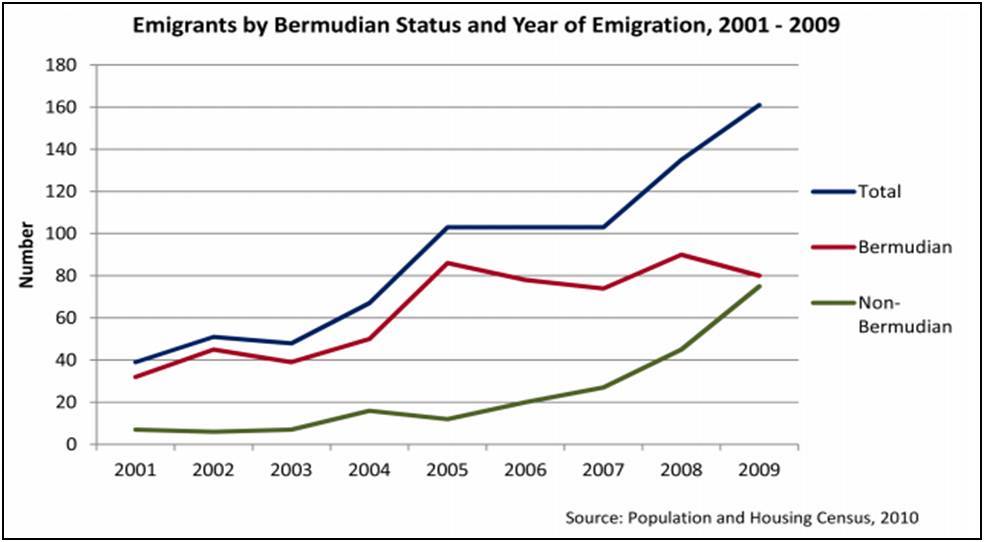 Emigrants by Bermudian Status and Year of Emigration, 2001 - 2009
180
160
140
120
100
80
60
40
20
0
Number
2001 2002 2003 2004 2005 2006 2007 2008 2009
Total
Bermudian
Non-
Bermudian
Source: Population and Housing Census, 2010